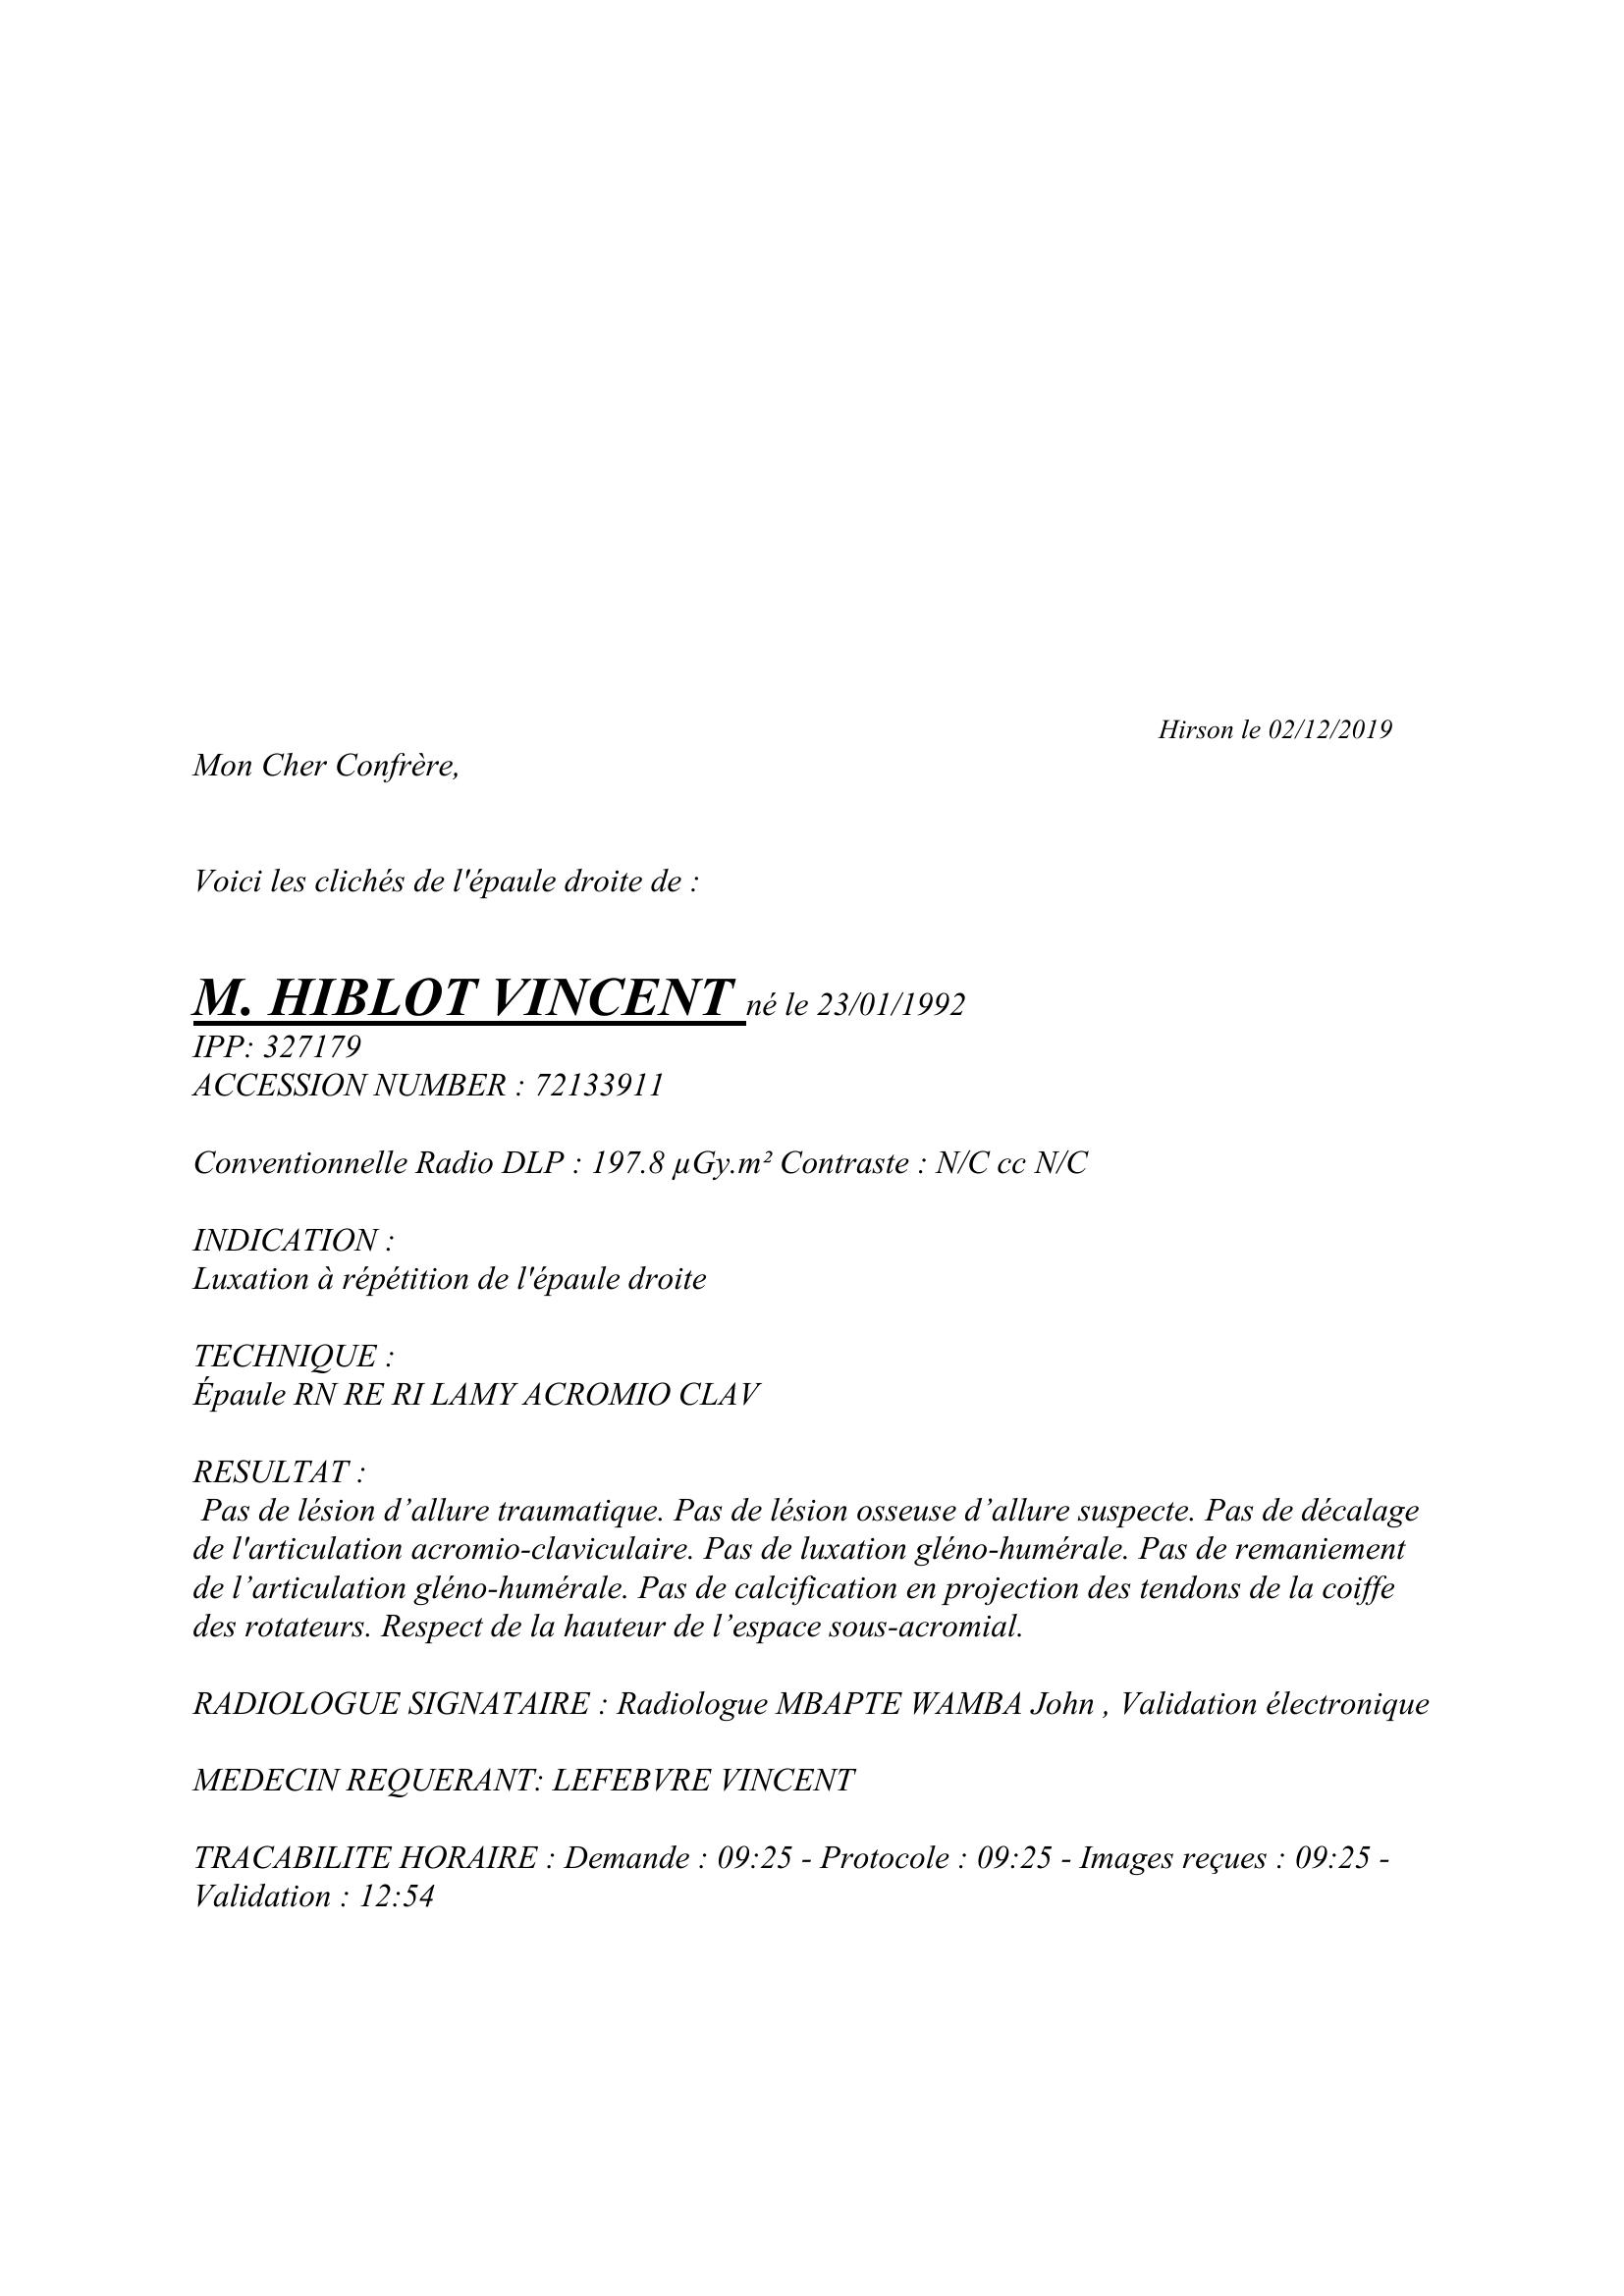 Hirson le 02/12/2019
Mon Cher Confrère,
Voici les clichés de l'épaule droite de :
M. HIBLOT VINCENT né le 23/01/1992
IPP: 327179
ACCESSION NUMBER : 72133911
Conventionnelle Radio DLP : 197.8 µGy.m² Contraste : N/C cc N/C
INDICATION :
Luxation à répétition de l'épaule droite
TECHNIQUE :
Épaule RN RE RI LAMY ACROMIO CLAV
RESULTAT :
Pas de lésion d’allure traumatique. Pas de lésion osseuse d’allure suspecte. Pas de décalage
de l'articulation acromio-claviculaire. Pas de luxation gléno-humérale. Pas de remaniement
de l’articulation gléno-humérale. Pas de calcification en projection des tendons de la coiffe
des rotateurs. Respect de la hauteur de l’espace sous-acromial.
RADIOLOGUE SIGNATAIRE : Radiologue MBAPTE WAMBA John , Validation électronique
MEDECIN REQUERANT: LEFEBVRE VINCENT
TRACABILITE HORAIRE : Demande : 09:25 - Protocole : 09:25 - Images reçues : 09:25 -
Validation : 12:54